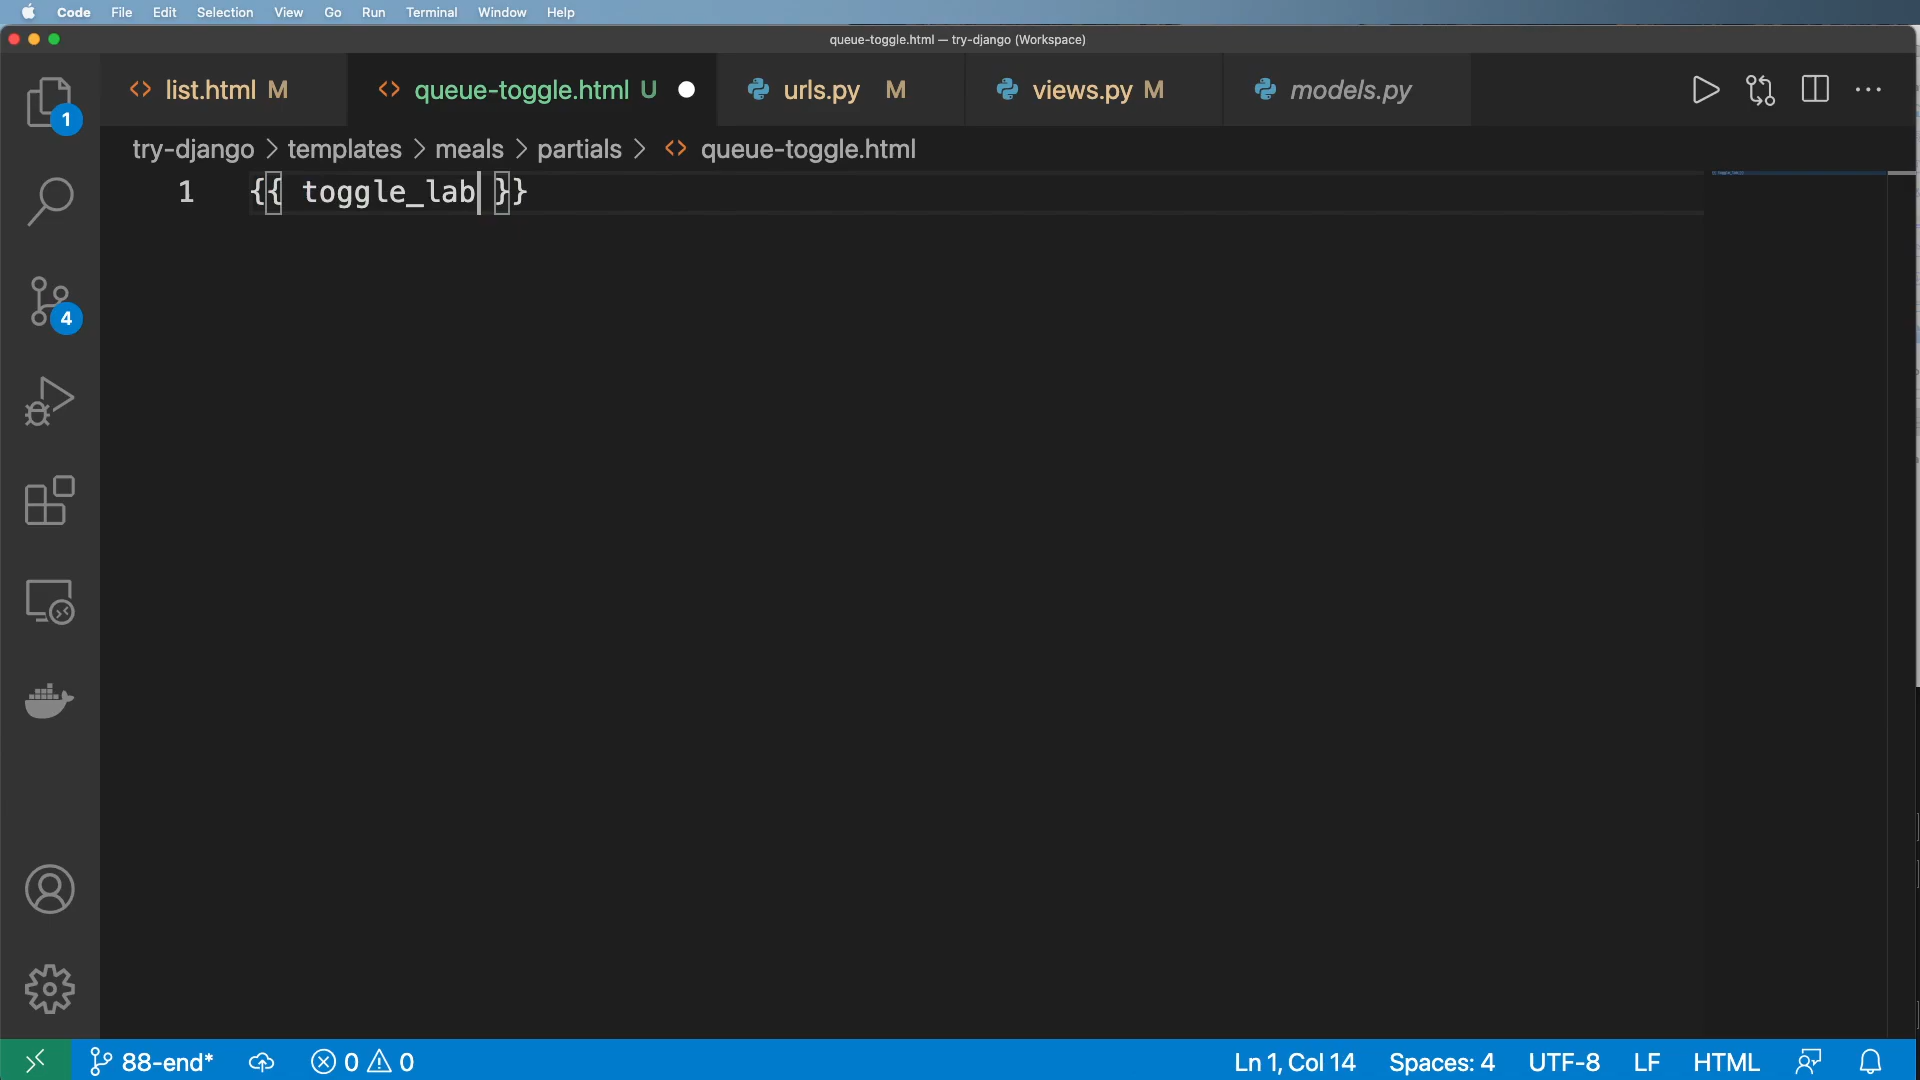 Code File Edit Selection View Go Run Terminal Window Help
queue-toggle.html — try-django (Workspace)
list.html M queue-toggle.html U urls.py M views.py M models.py
1
try-django > templates > meals > partials > queue-toggle.html
1 {{ toggle_lab }}
4
88-end* 0 0 Ln 1, Col 14 Spaces: 4 UTF-8 LF HTML